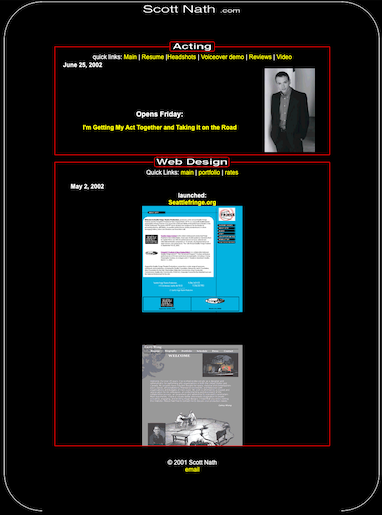 Scott Nath .com
Acting
quick links: Main | Resume |Headshots | Voiceover demo | Reviews | Video
June 25, 2002
Opens Friday:
I'm Getting My Act Together and Taking It on the Road
Web Design
Quick Links: main | portfolio | rates
May 2, 2002
launched:
Seattlefringe.org
WELCOME
© 2001 Scott Nath
email